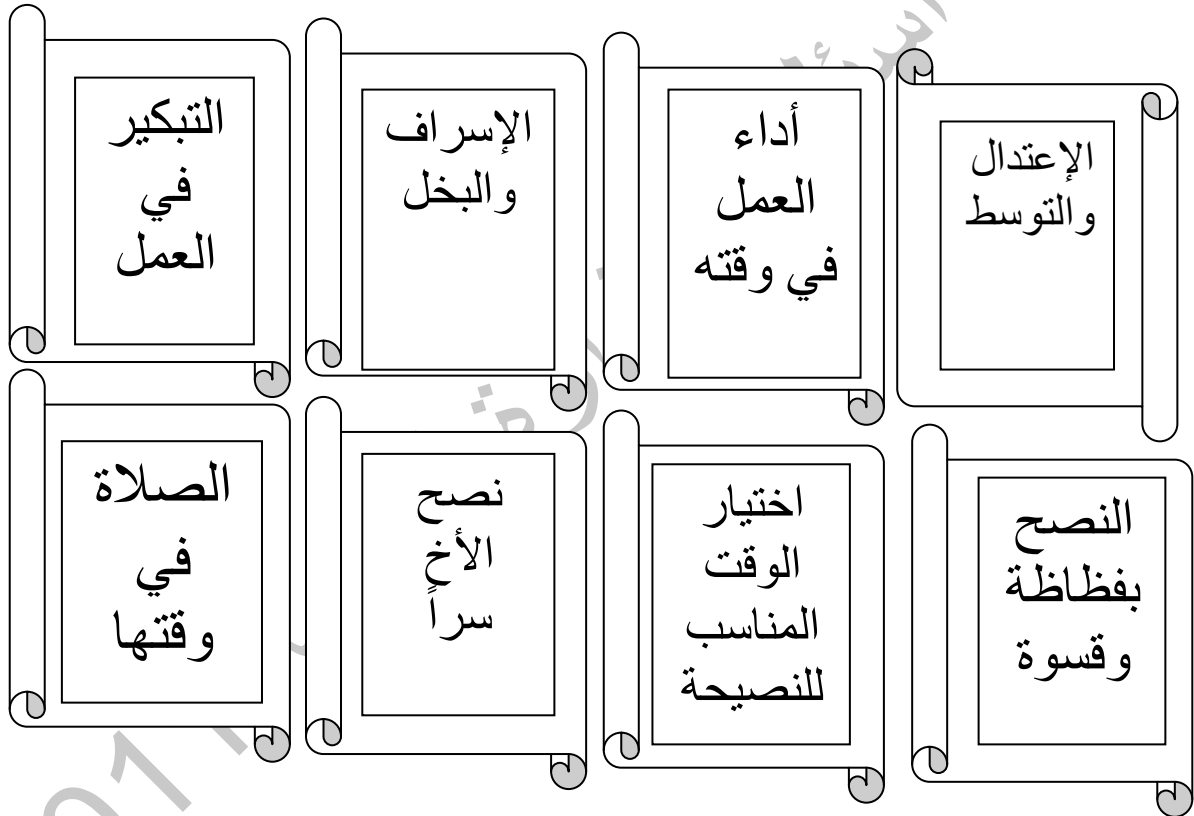 الإعتدال
والتوسط
أداء
العمل
في وقته
الإسراف
والبخل
التبكير
في
العمل
النصح
بفظاظة
وقسوة
اختيار
الوقت
المناسب
للنصيحة
نصح
الأخ
سراً
الصلاة
في
وقتها